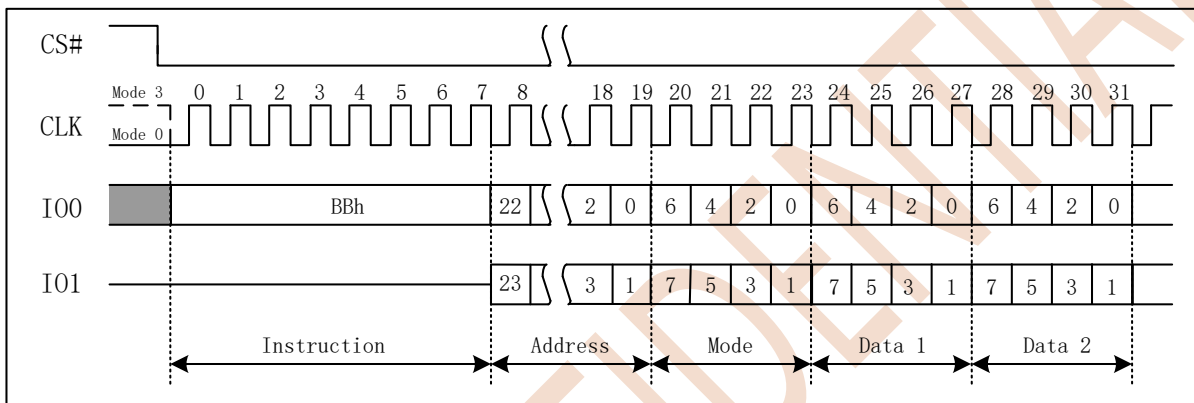 CS#
Mode 3 0 1 2 3 4 5 6 7 8 18 19 20 21 22 23 24 25 26 27 28 29 30 31
CLK
Mode 0
IO0 BBh 22 2 0 6 4 2 0 6 4 2 0 6 4 2 0
IO1 23 3 1 7 5 3 1 7 5 3 1 7 5 3 1
Instruction Address Mode Data 1 Data 2